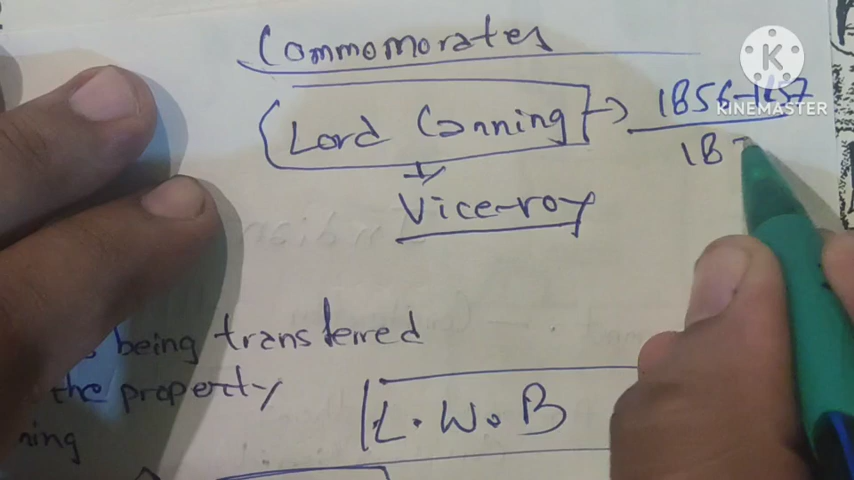 Commomorates
Lord Canning → 1856-1857
18
Vice-roy
being transferred
the property
ning
L.W.B
KINEMASTER